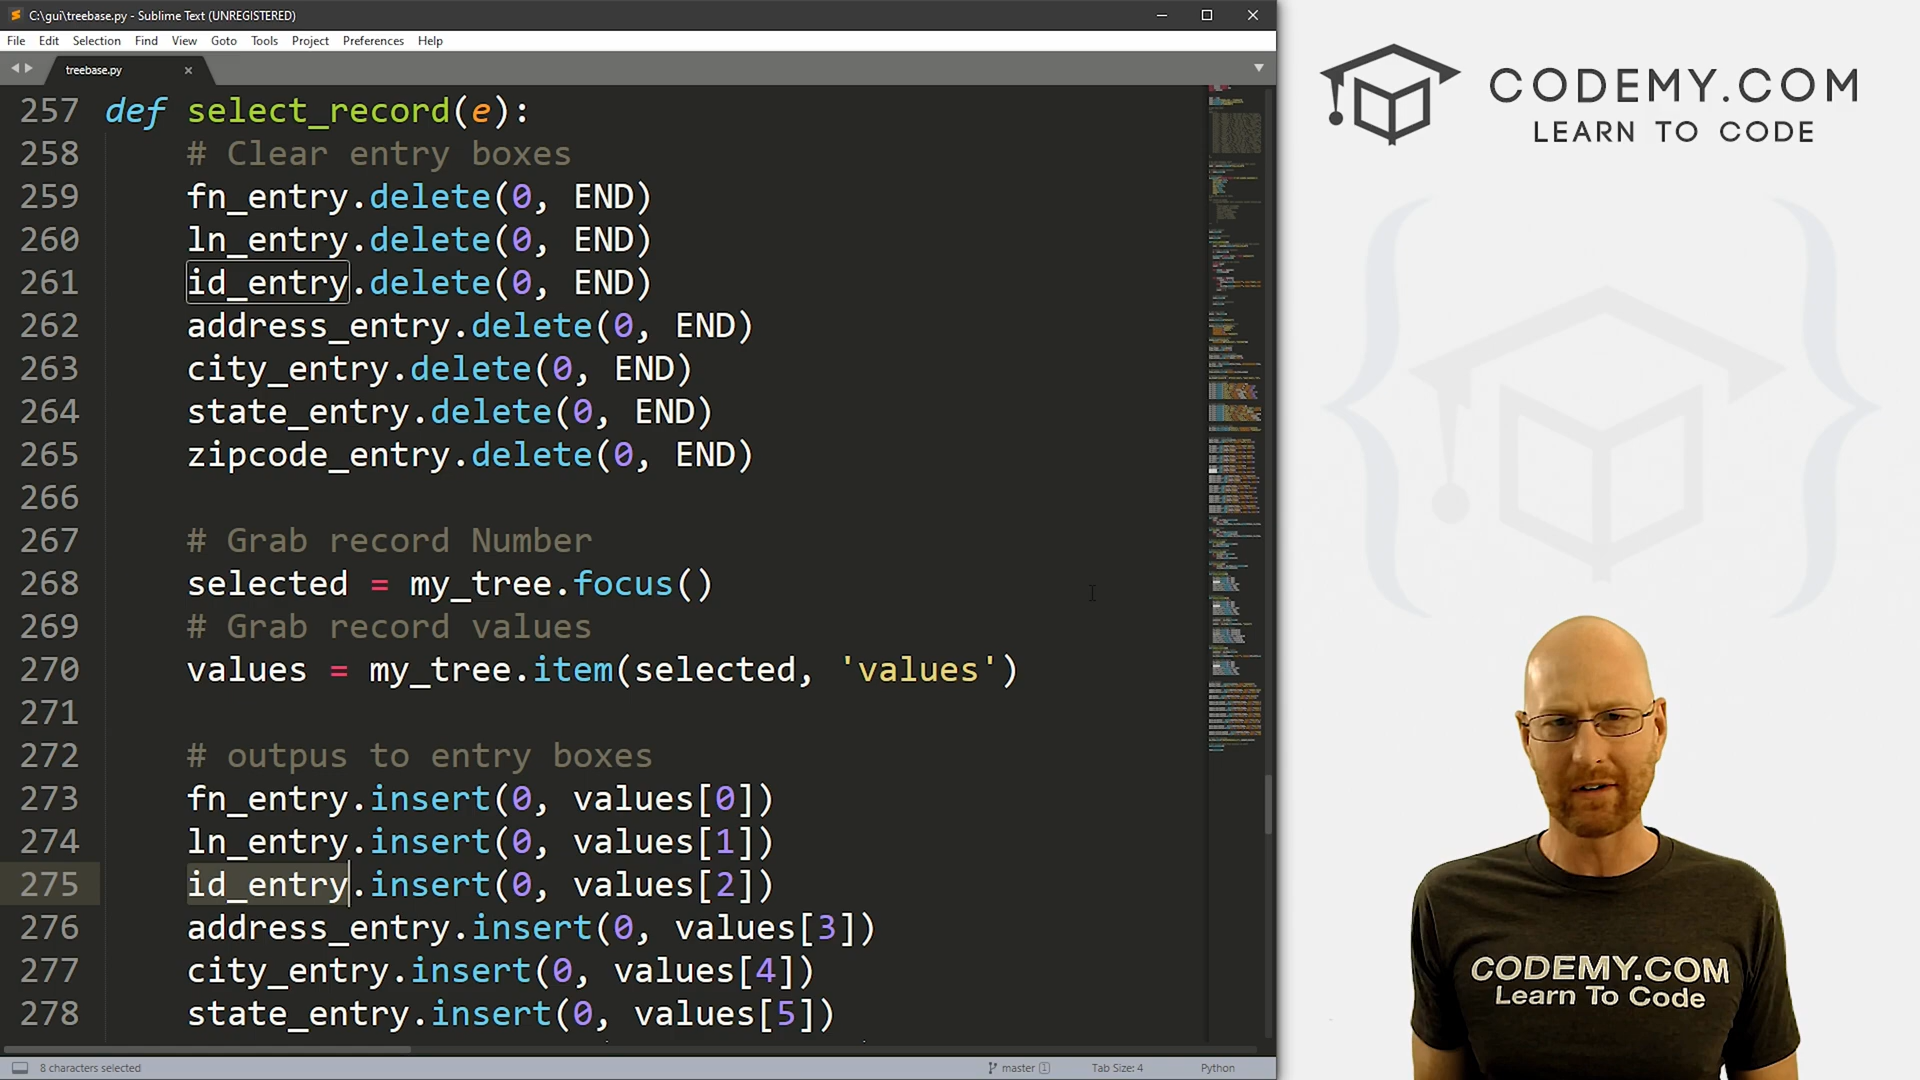 C:\gui\treebase.py - Sublime Text (UNREGISTERED)
File Edit Selection Find View Goto Tools Project Preferences Help
treebase.py
257 def select_record(e):
258 # Clear entry boxes
259 fn_entry.delete(0, END)
260 ln_entry.delete(0, END)
261 id_entry.delete(0, END)
262 address_entry.delete(0, END)
263 city_entry.delete(0, END)
264 state_entry.delete(0, END)
265 zipcode_entry.delete(0, END)
266
267 # Grab record Number
268 selected = my_tree.focus()
269 # Grab record values
270 values = my_tree.item(selected, 'values')
271
272 # outpus to entry boxes
273 fn_entry.insert(0, values[0])
274 ln_entry.insert(0, values[1])
275 id_entry.insert(0, values[2])
276 address_entry.insert(0, values[3])
277 city_entry.insert(0, values[4])
278 state_entry.insert(0, values[5])
8 characters selected
master 1
Tab Size: 4
Python
CODEMY.COM
LEARN TO CODE
CODEMY.COM
Learn To Code